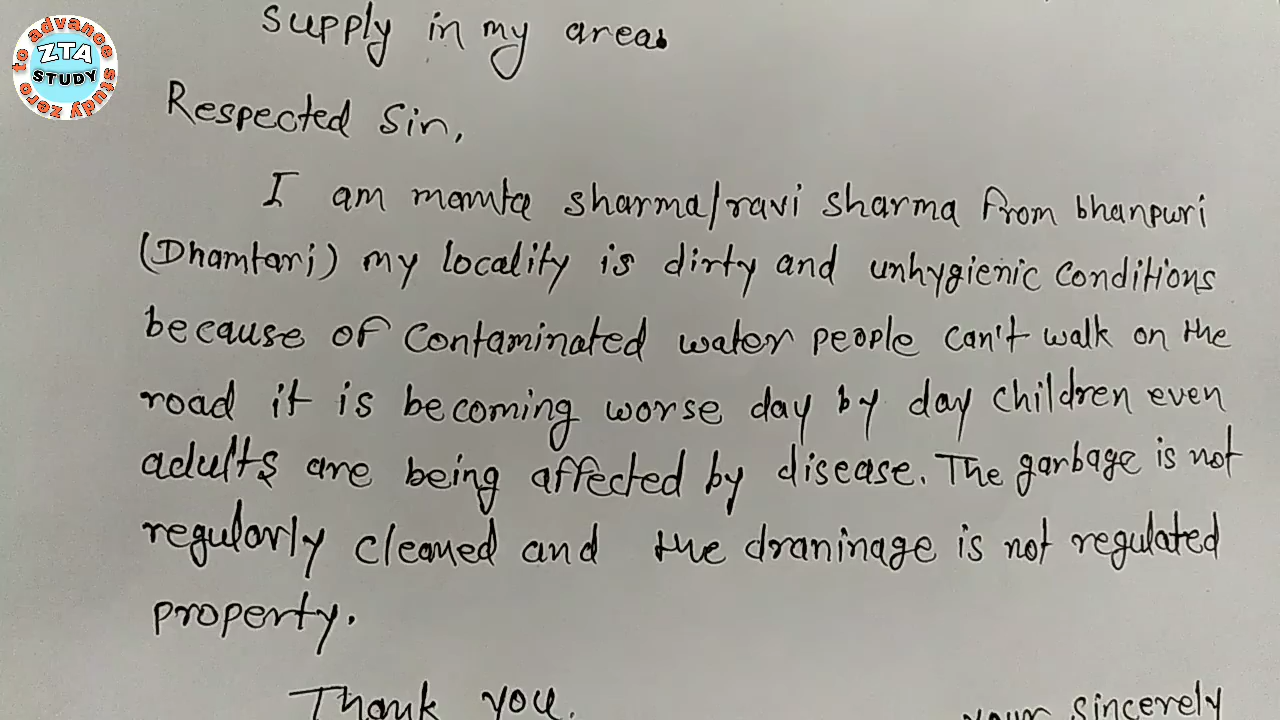 zero to advance study
ZTA
STUDY
supply in my area.
Respected Sir,
I am mamta sharma/ravi sharma from bhanpuri
(Dhamtari) my locality is dirty and unhygienic conditions
because of contaminated water people can't walk on the
road it is becoming worse day by day children even
adults are being affected by disease. The garbage is not
regularly cleaned and the draninage is not regulated
property.
Thank you.
your sincerely